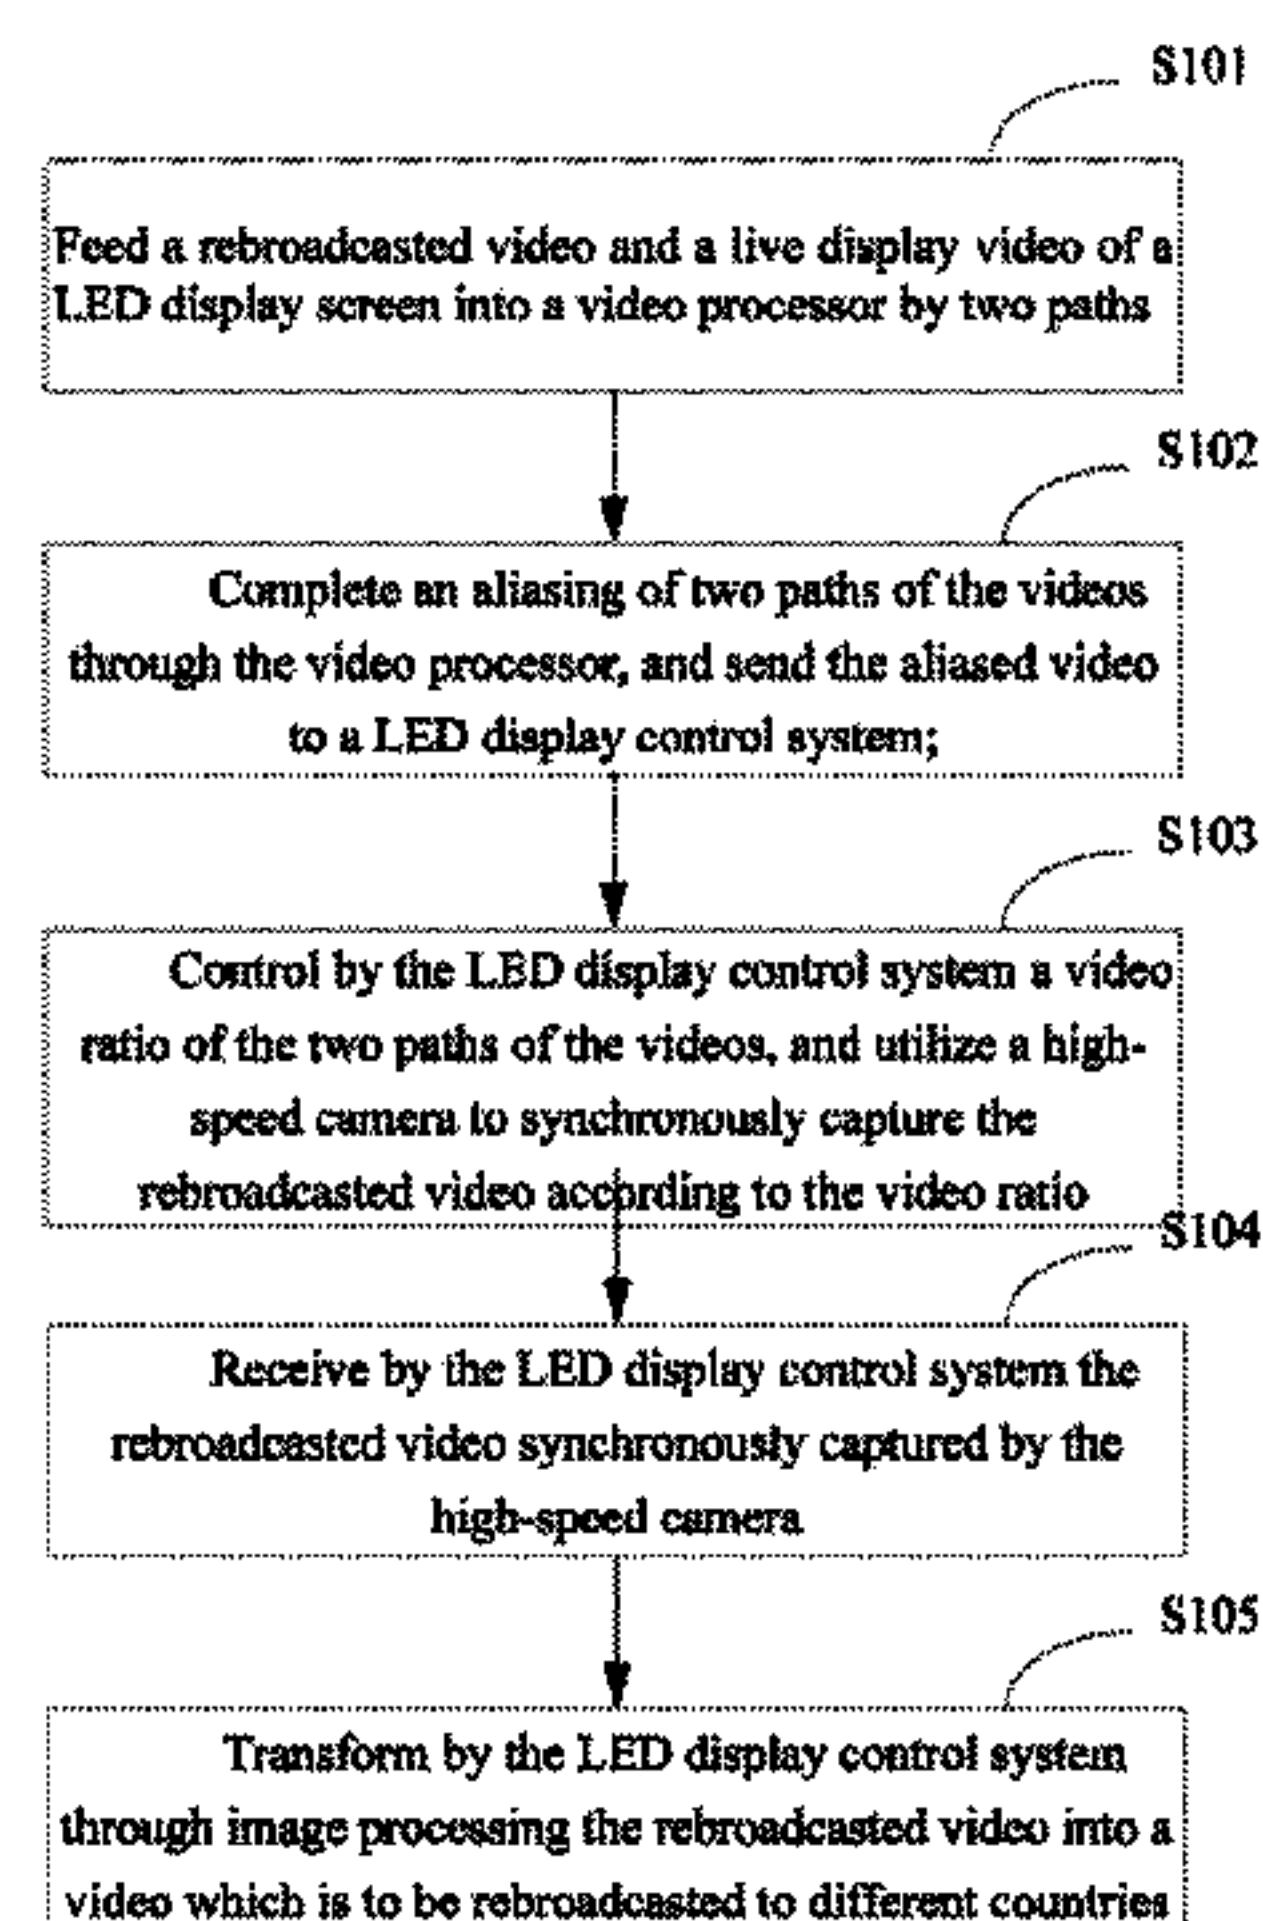 S101
Feed a rebroadcasted video and a live display video of a
LED display screen into a video processor by two paths
S102
Complete an aliasing of two paths of the videos
through the video processor, and send the aliased video
to a LED display control system;
S103
Control by the LED display control system a video
ratio of the two paths of the videos, and utilize a high-
speed camera to synchronously capture the
rebroadcasted video according to the video ratio
S104
Receive by the LED display control system the
rebroadcasted video synchronously captured by the
high-speed camera
S105
Transform by the LED display control system
through image processing the rebroadcasted video into a
video which is to be rebroadcasted to different countries